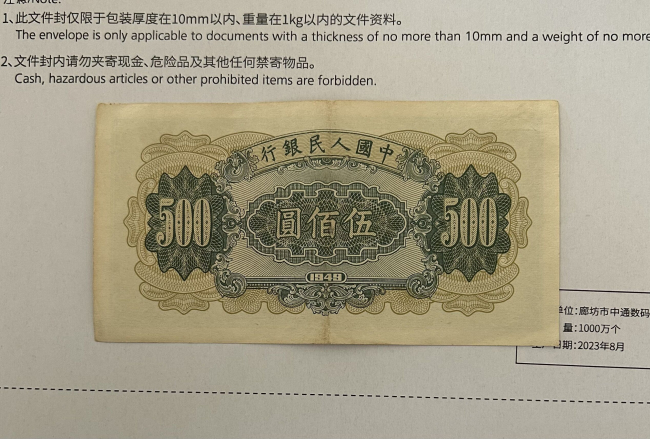 1、此文件封仅限于包装厚度在10mm以内、重量在1kg以内的文件资料。
The envelope is only applicable to documents with a thickness of no more than 10mm and a weight of no more
2、文件封内请勿夹寄现金、危险品及其他任何禁寄物品。
Cash, hazardous articles or other prohibited items are forbidden.
行銀民人國中
500 圓佰伍 500
1949
单位:廊坊市中通数码
量:1000万个
日期:2023年8月